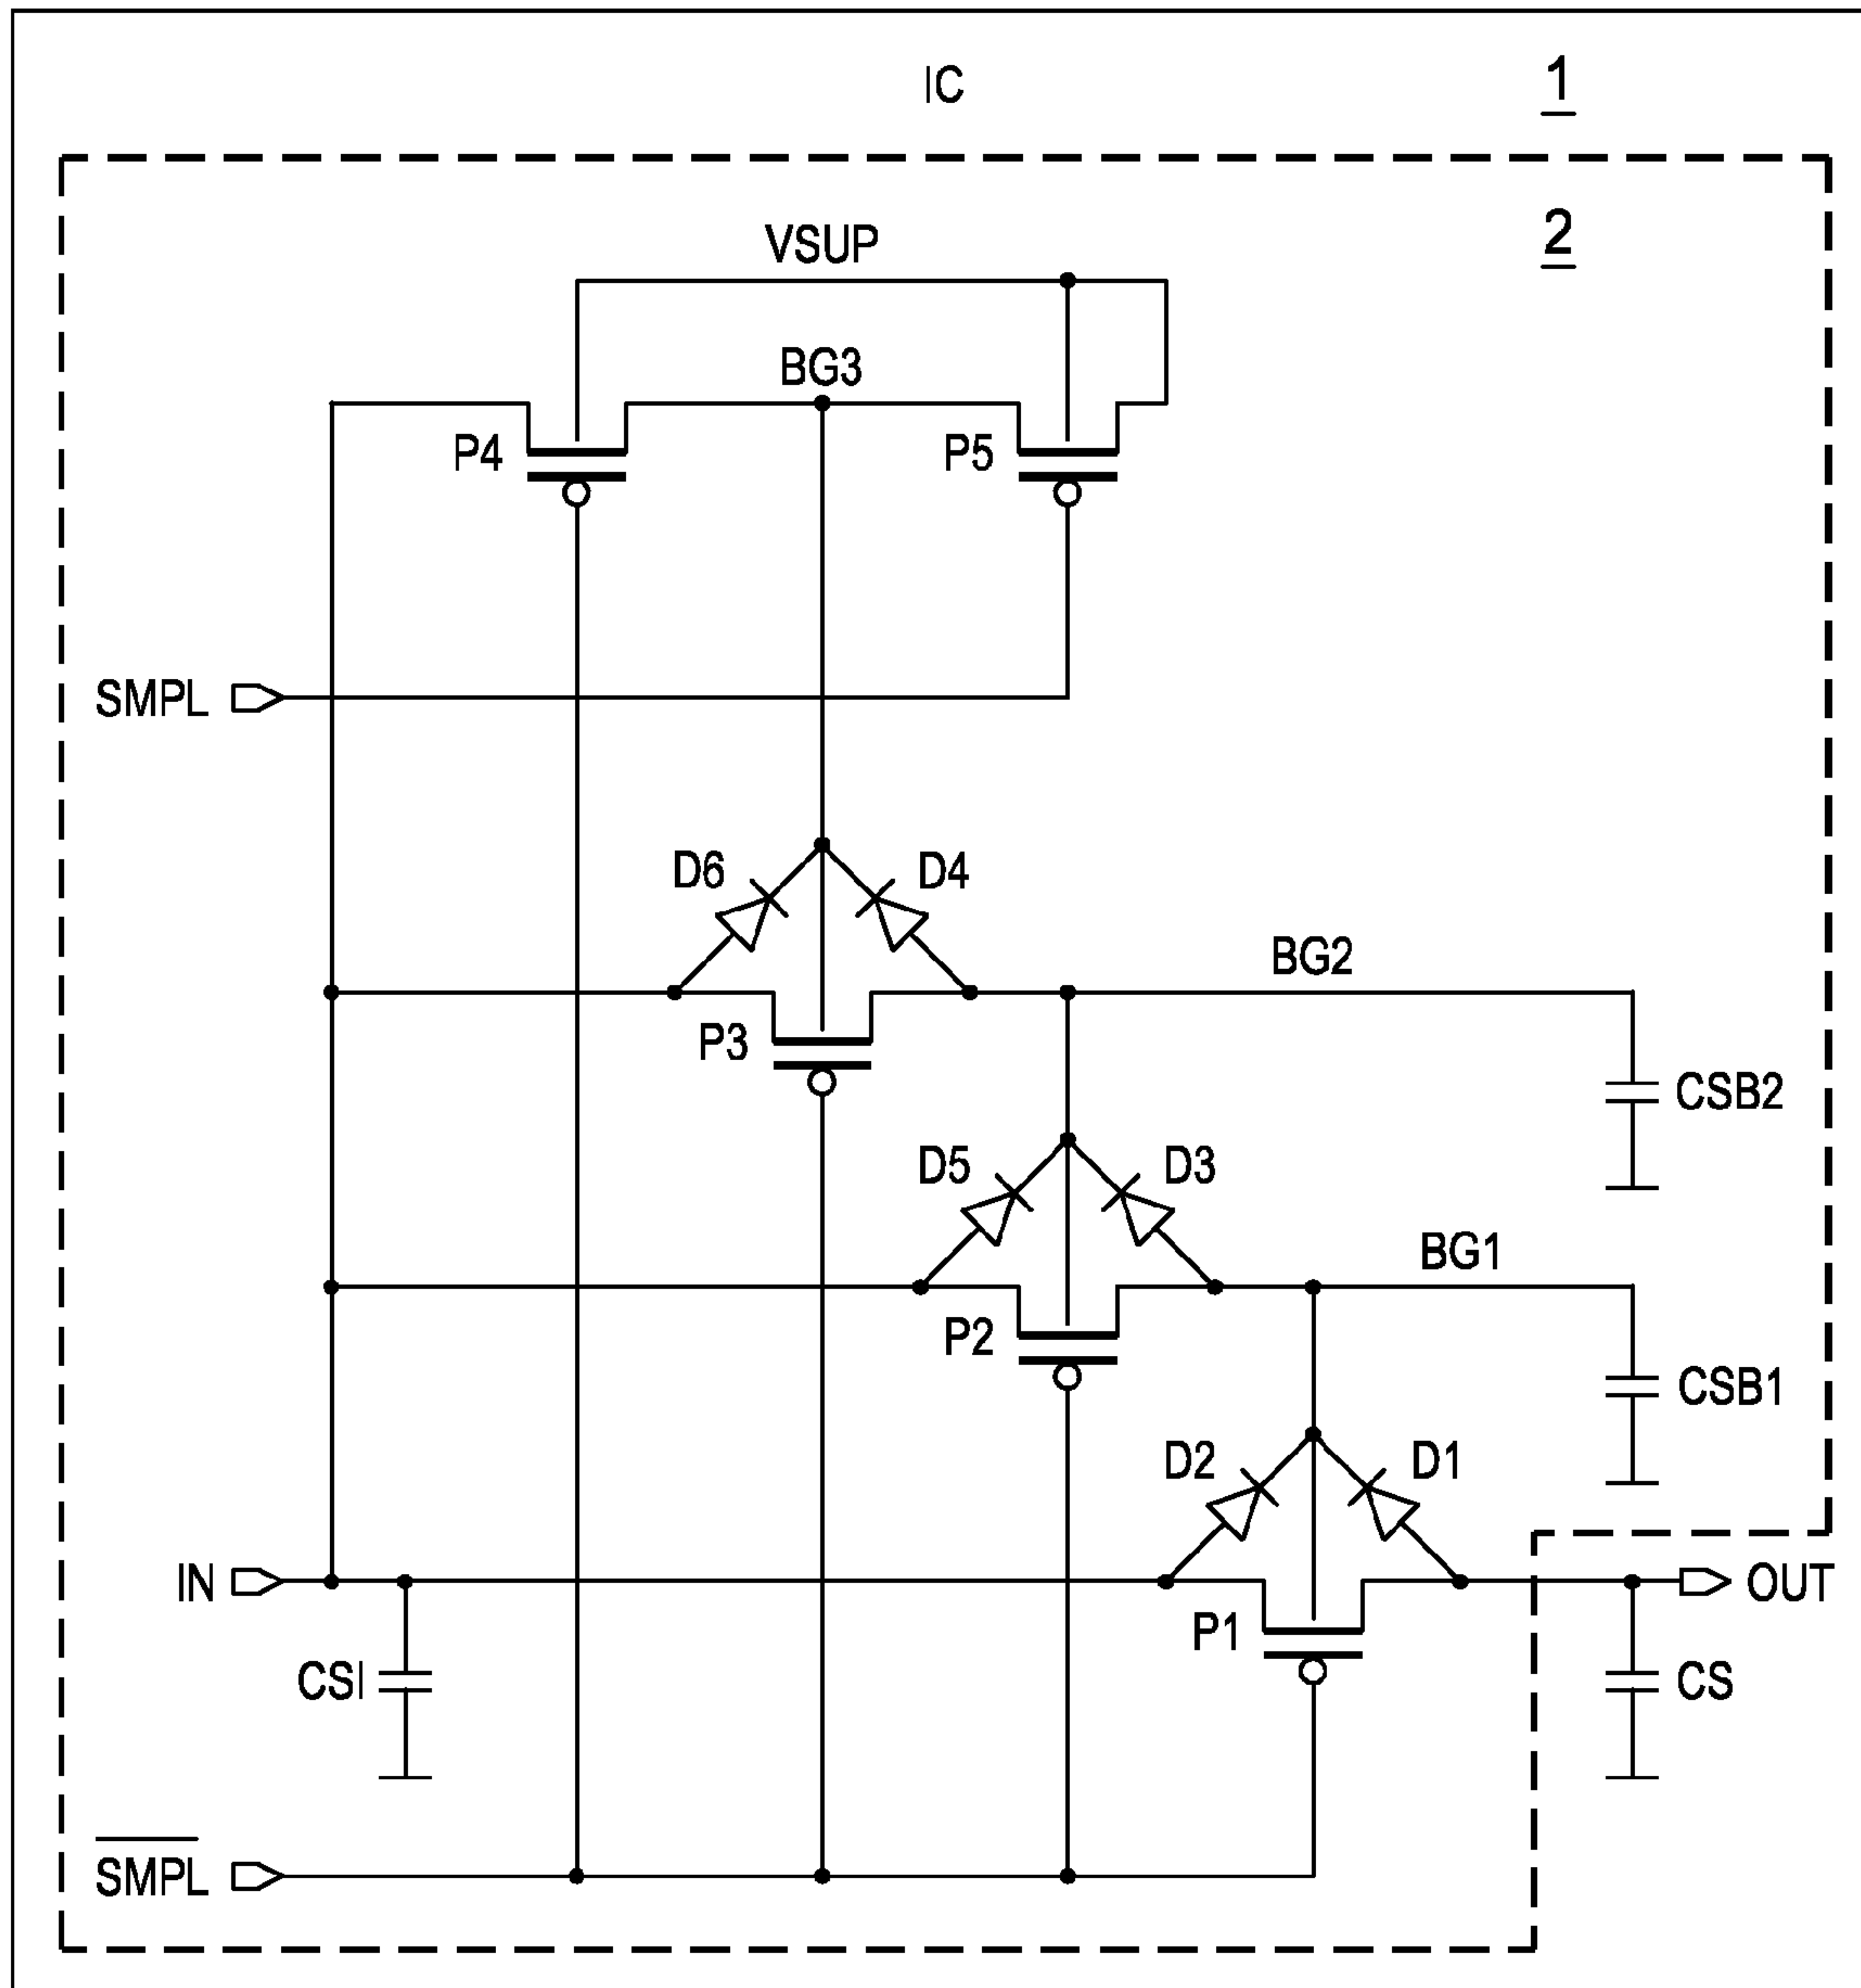 IC
1
2
VSUP
BG3
P4
P5
SMPL
D6
D4
BG2
P3
CSB2
D5
D3
BG1
P2
CSB1
D2
D1
IN
OUT
P1
CSI
CS
SMPL